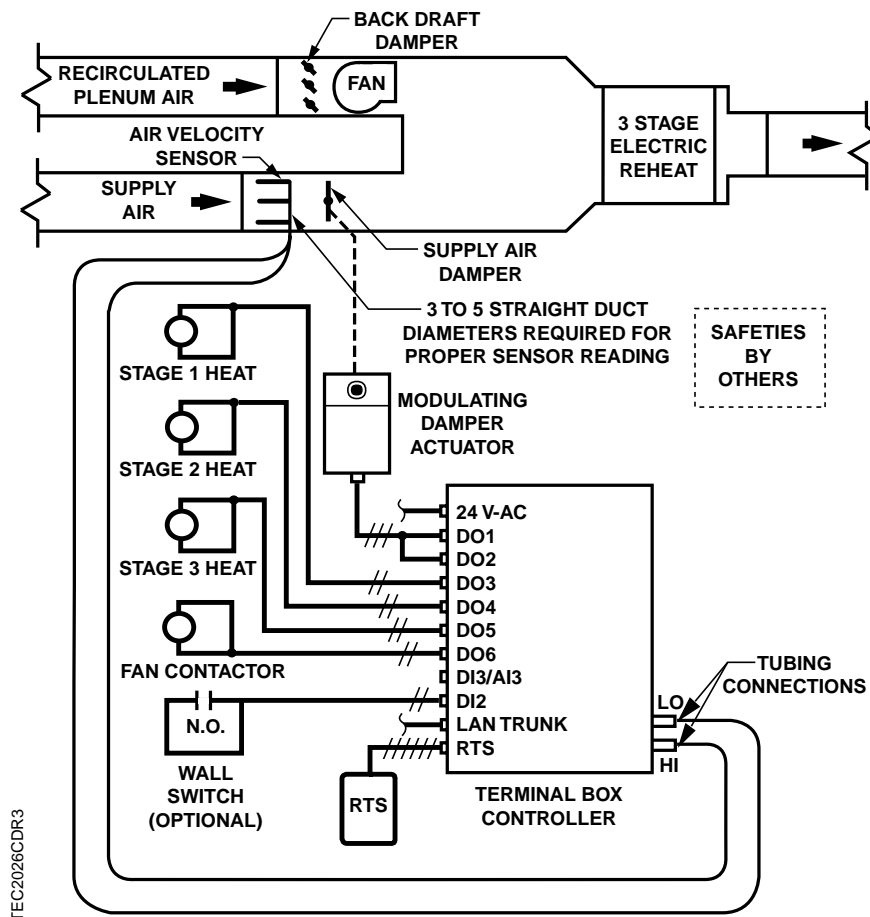 BACK DRAFT
DAMPER
RECIRCULATED
PLENUM AIR
FAN
AIR VELOCITY
SENSOR
3 STAGE
ELECTRIC
REHEAT
SUPPLY
AIR
SUPPLY AIR
DAMPER
3 TO 5 STRAIGHT DUCT
DIAMETERS REQUIRED FOR
PROPER SENSOR READING
SAFETIES
BY
OTHERS
STAGE 1 HEAT
MODULATING
DAMPER
ACTUATOR
STAGE 2 HEAT
STAGE 3 HEAT
FAN CONTACTOR
N.O.
WALL
SWITCH
(OPTIONAL)
RTS
24 V-AC
DO1
DO2
DO3
DO4
DO5
DO6
DI3/AI3
DI2
LAN TRUNK
RTS
LO
HI
TUBING
CONNECTIONS
TERMINAL BOX
CONTROLLER
TEC2026CDR3